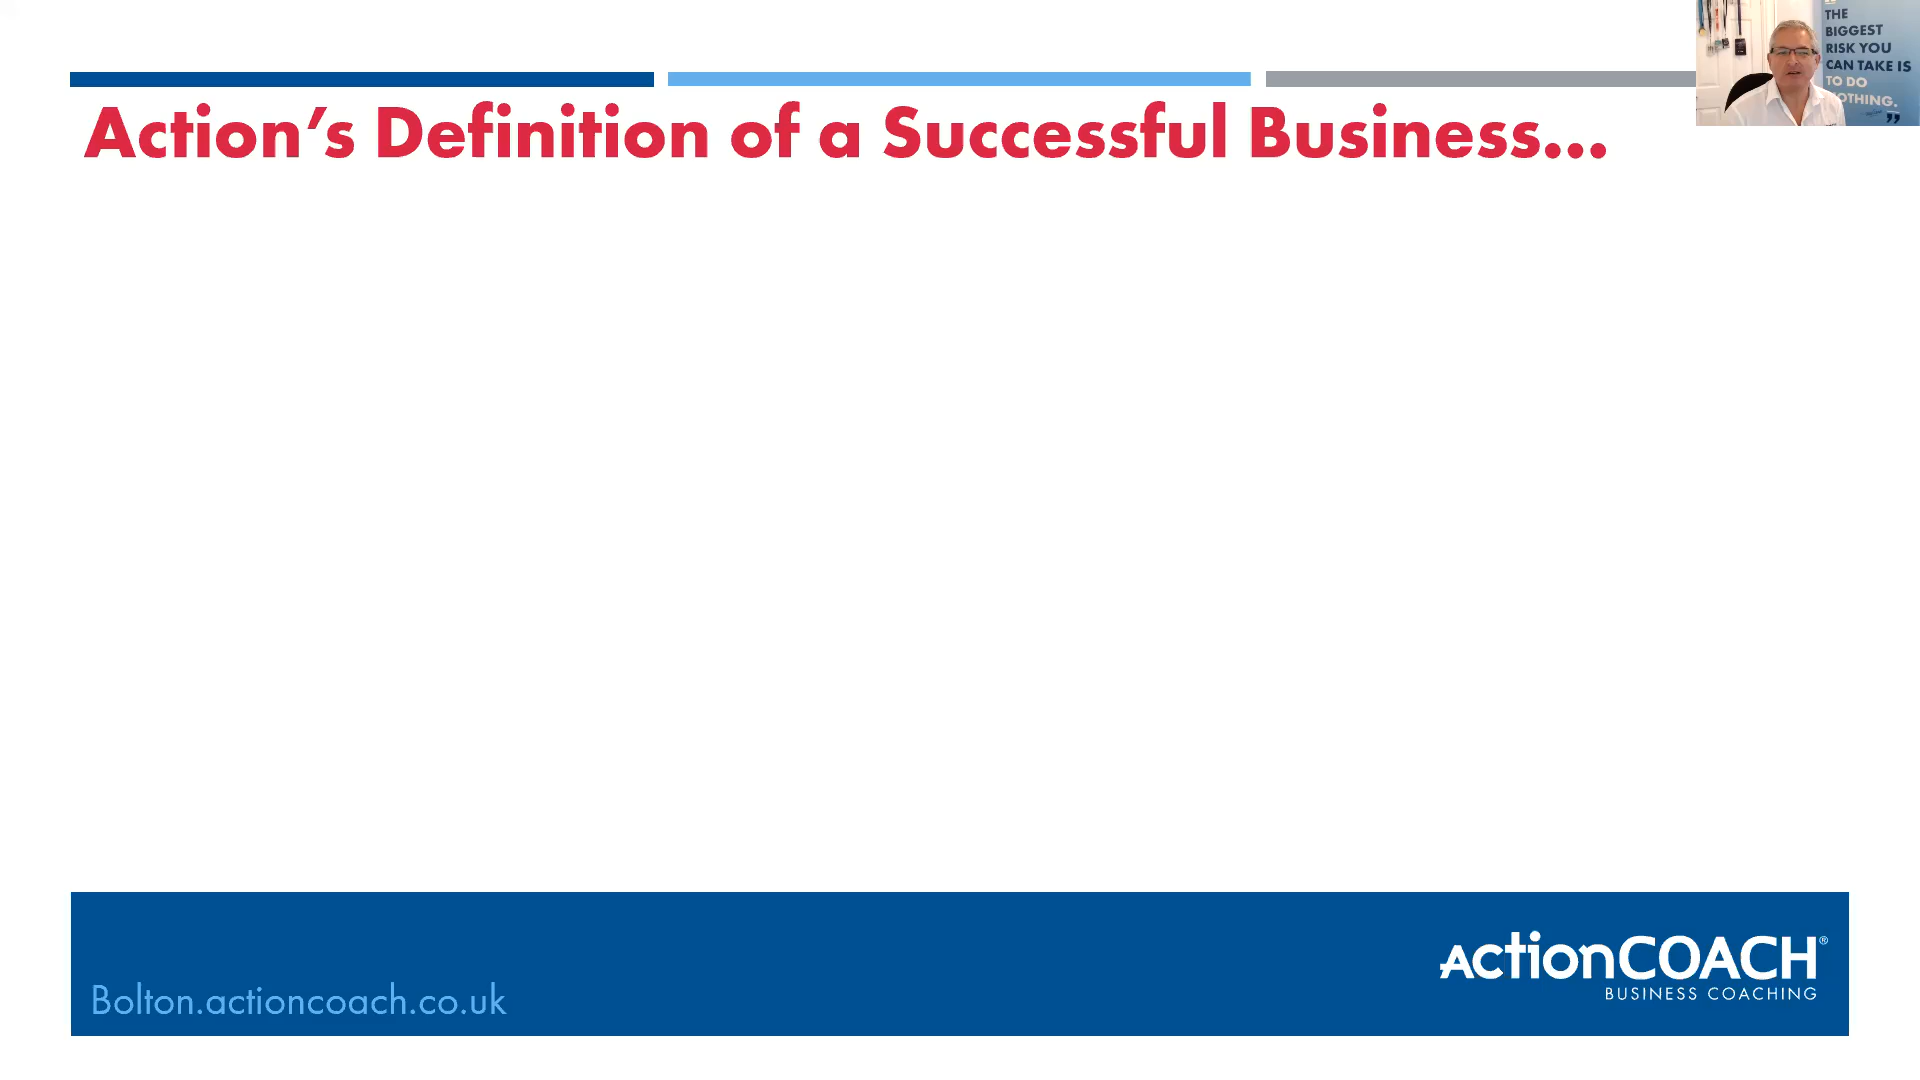 Action’s Definition of a Successful Business...
THE
BIGGEST
RISK YOU
CAN TAKE IS
TO DO
NOTHING.
”
Bolton.actioncoach.co.uk
actionCOACH®
BUSINESS COACHING